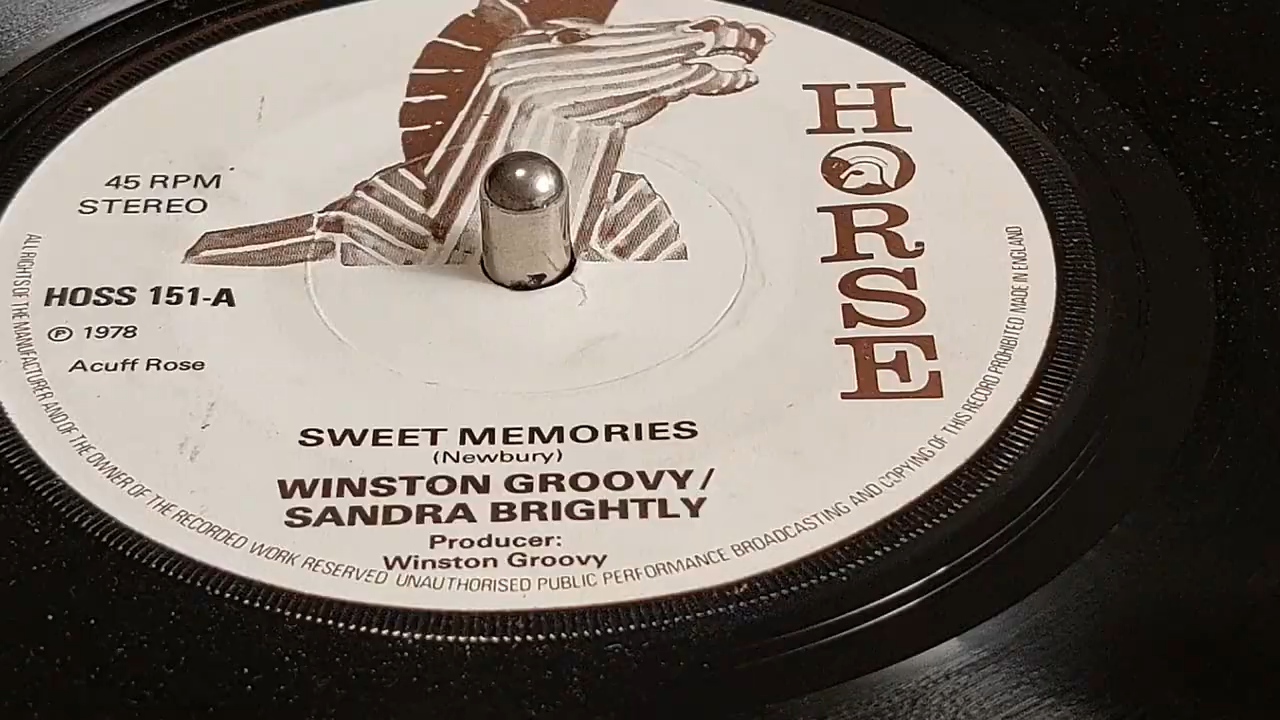 HORSE
45 RPM
STEREO
HOSS 151-A
Ⓟ 1978
Acuff Rose
SWEET MEMORIES
(Newbury)
WINSTON GROOVY/
SANDRA BRIGHTLY
Producer:
Winston Groovy
ALL RIGHTS OF THE MANUFACTURER AND OF THE OWNER OF THE RECORDED WORK RESERVED UNAUTHORISED PUBLIC PERFORMANCE BROADCASTING AND COPYING OF THIS RECORD PROHIBITED MADE IN ENGLAND